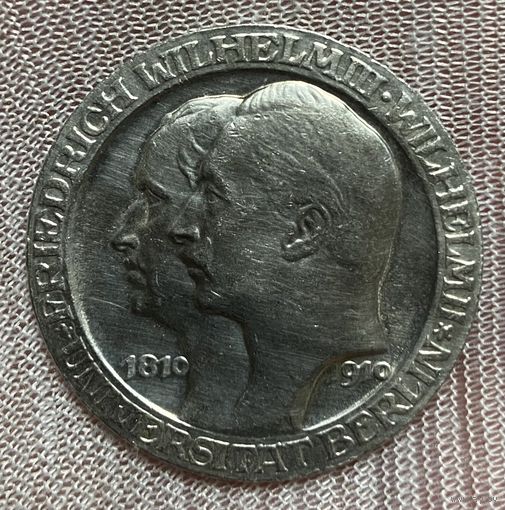 FRIEDRICH WILHELM III · WILHELM II
UNIVERSITÄT BERLIN
1810
1910